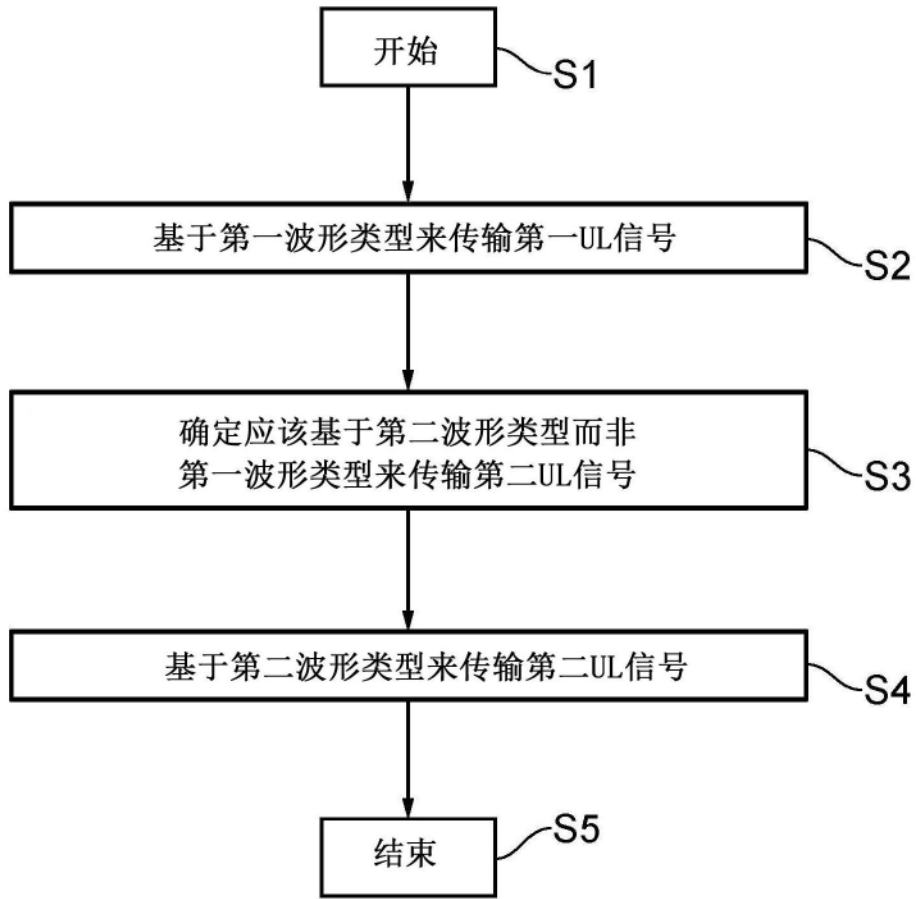 开始
S1
基于第一波形类型来传输第一UL信号
S2
确定应该基于第二波形类型而非
第一波形类型来传输第二UL信号
S3
基于第二波形类型来传输第二UL信号
S4
S5
结束